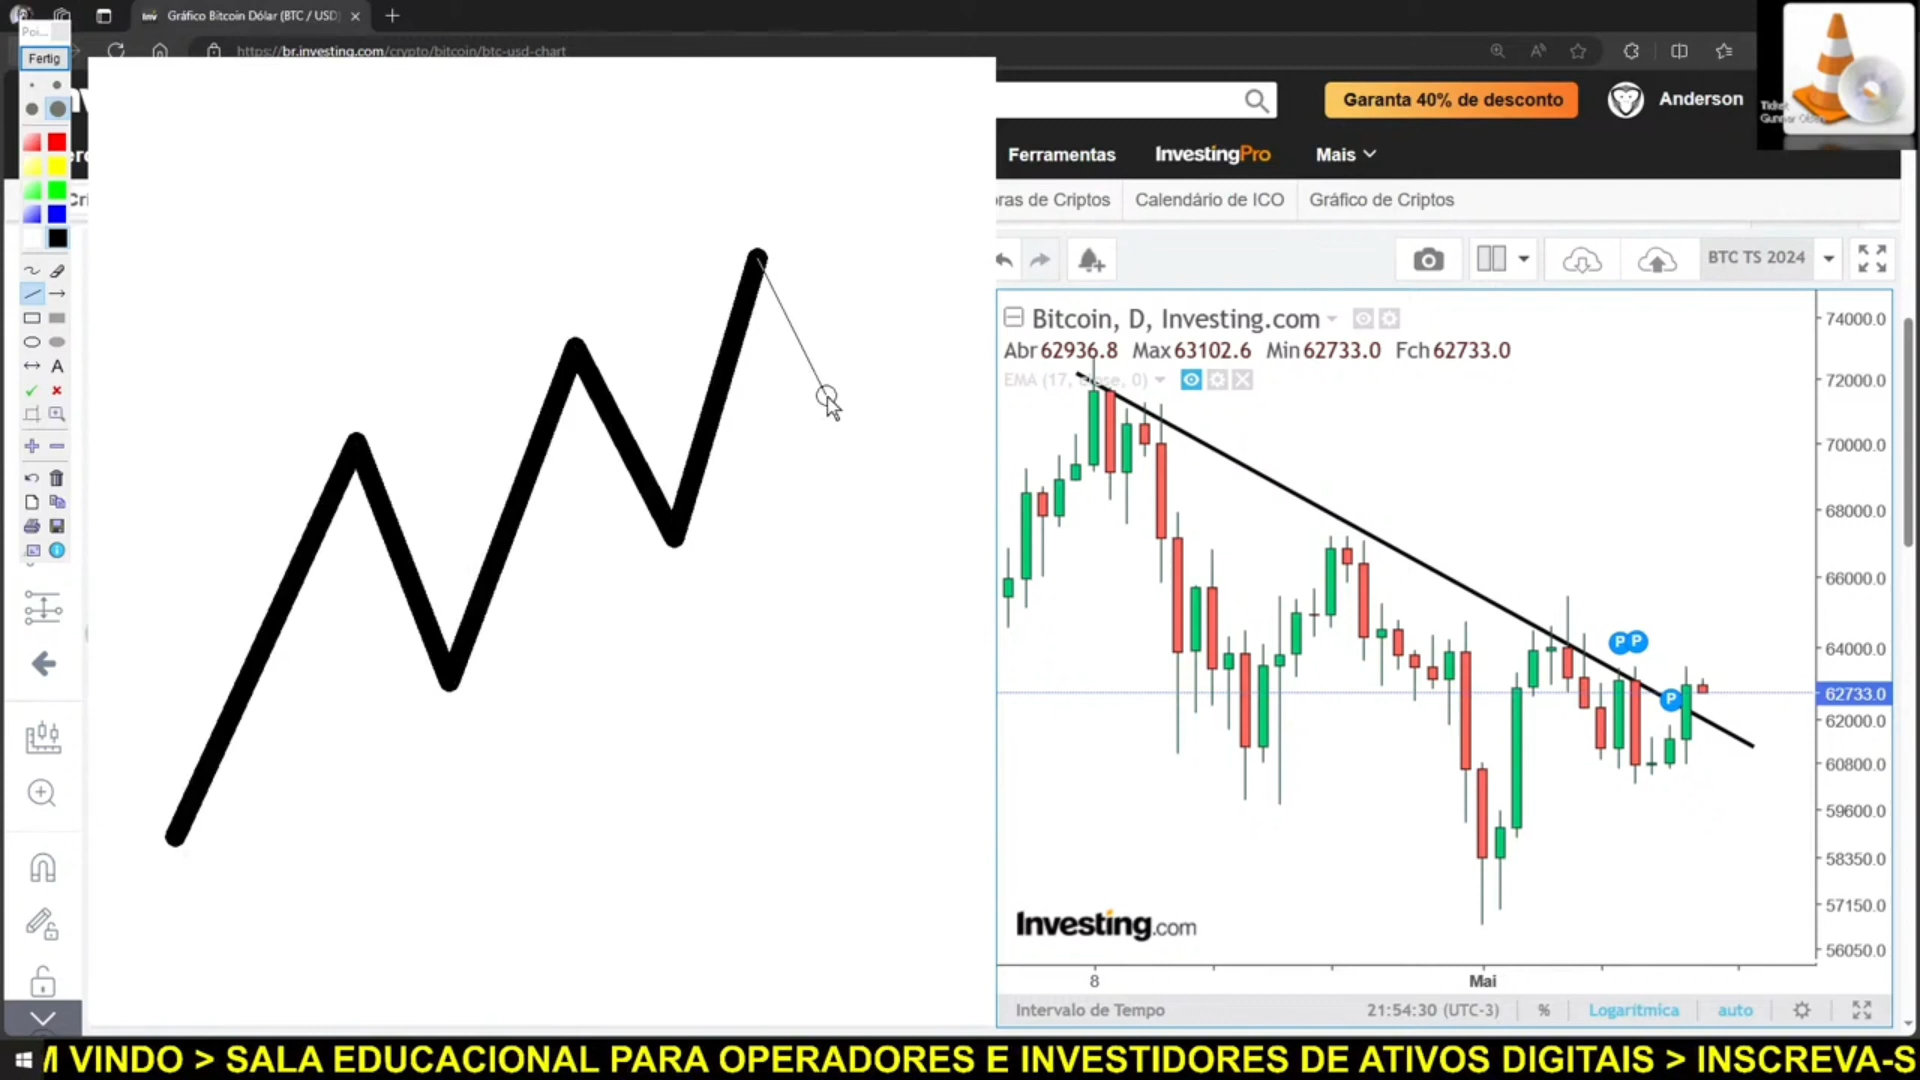 Gráfico Bitcoin Dólar (BTC / USD)
Poi...
https://br.investing.com/crypto/bitcoin/btc-usd-chart
Fertig
Garanta 40% de desconto
Anderson
Ferramentas
InvestingPro
Mais
ras de Criptos
Calendário de ICO
Gráfico de Criptos
BTC TS 2024
Bitcoin, D, Investing.com
Abr 62936.8 Max 63102.6 Min 62733.0 Fch 62733.0
EMA (17, close, 0)
74000.0
72000.0
70000.0
68000.0
66000.0
64000.0
P P
P
62733.0
62000.0
60800.0
59600.0
58350.0
57150.0
56050.0
Investing.com
8
Mai
Intervalo de Tempo
21:54:30 (UTC-3)
%
Logarítmica
auto
M VINDO > SALA EDUCACIONAL PARA OPERADORES E INVESTIDORES DE ATIVOS DIGITAIS > INSCREVA-S